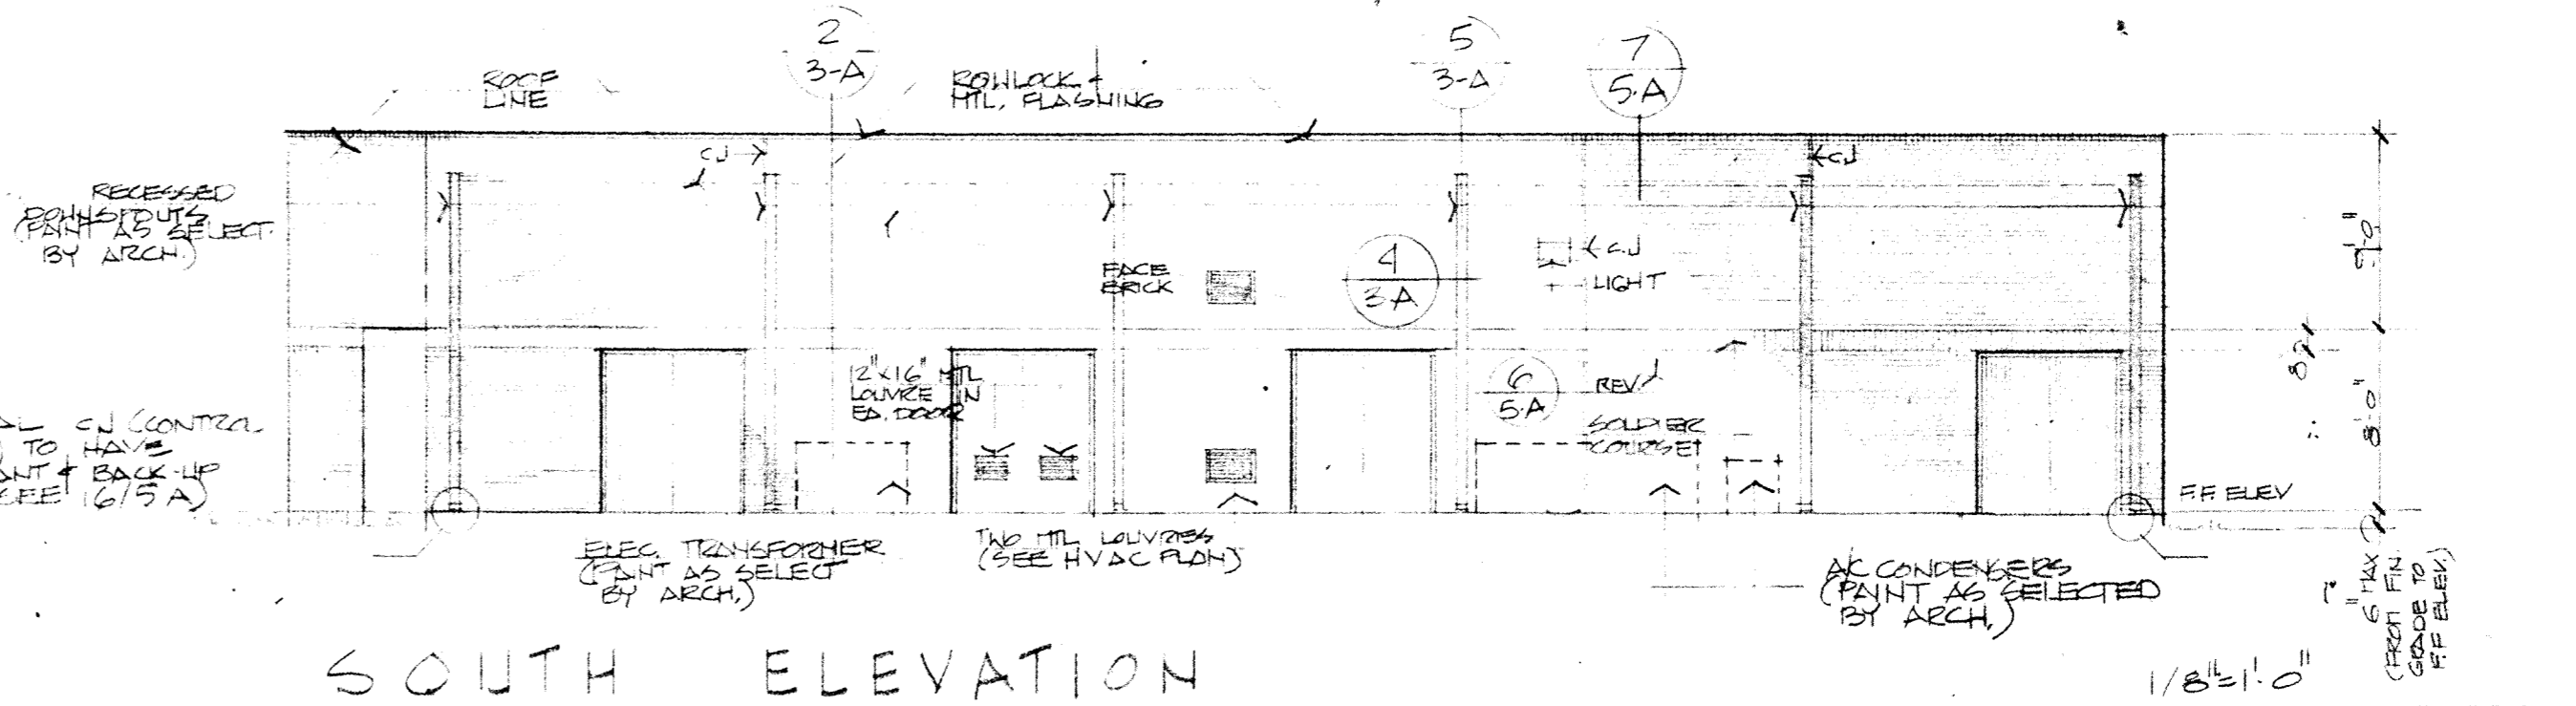 2
3-A
5
3-A
7
5.A
ROOF
LINE
ROWLOCK &
MTL. FLASHING
CJ
CJ
RECESSED
DOWNSPOUTS
(PAINT AS SELECT.
BY ARCH.)
FACE
BRICK
4
3-A
C.J
LIGHT
9'-0"
12"x16" MTL
LOUVRE IN
EA. DOOR
6
5.A
REV.
SOLDIER
COURSE
8"
8'-0"
CONTROL
TO HAVE
& BACK-UP
SEE 16/5A)
F.F. ELEV
ELEC. TRANSFORMER
(PAINT AS SELECT
BY ARCH.)
TWO MTL LOUVRES
(SEE HVAC PLAN)
A/C CONDENSERS
(PAINT AS SELECTED
BY ARCH.)
6" MAX
(FROM FIN.
GRADE TO
F.F. ELEV.)
SOUTH ELEVATION
1/8"=1'-0"